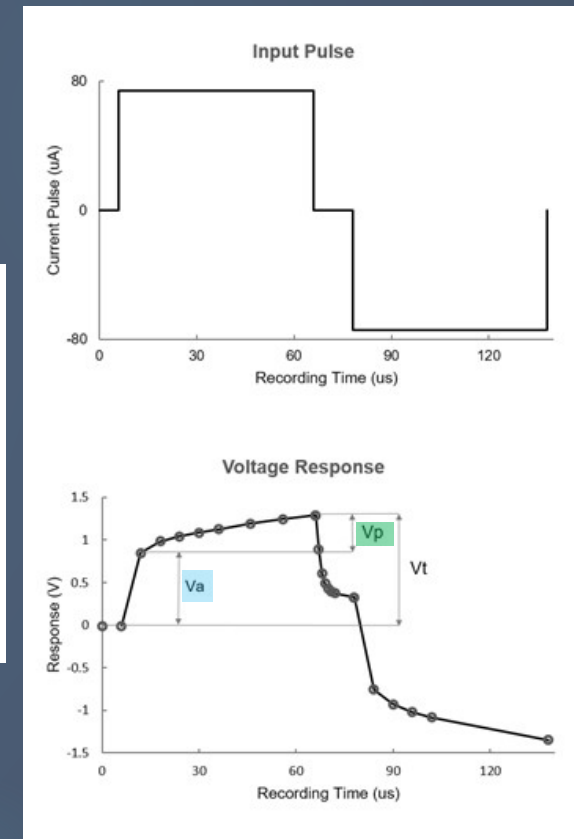 Input Pulse
80
0
-80
Current Pulse (uA)
0 30 60 90 120
Recording Time (us)
Voltage Response
1.5
1
0.5
0
-0.5
-1
-1.5
Response (V)
Va
Vp
Vt
0 30 60 90 120
Recording Time (us)